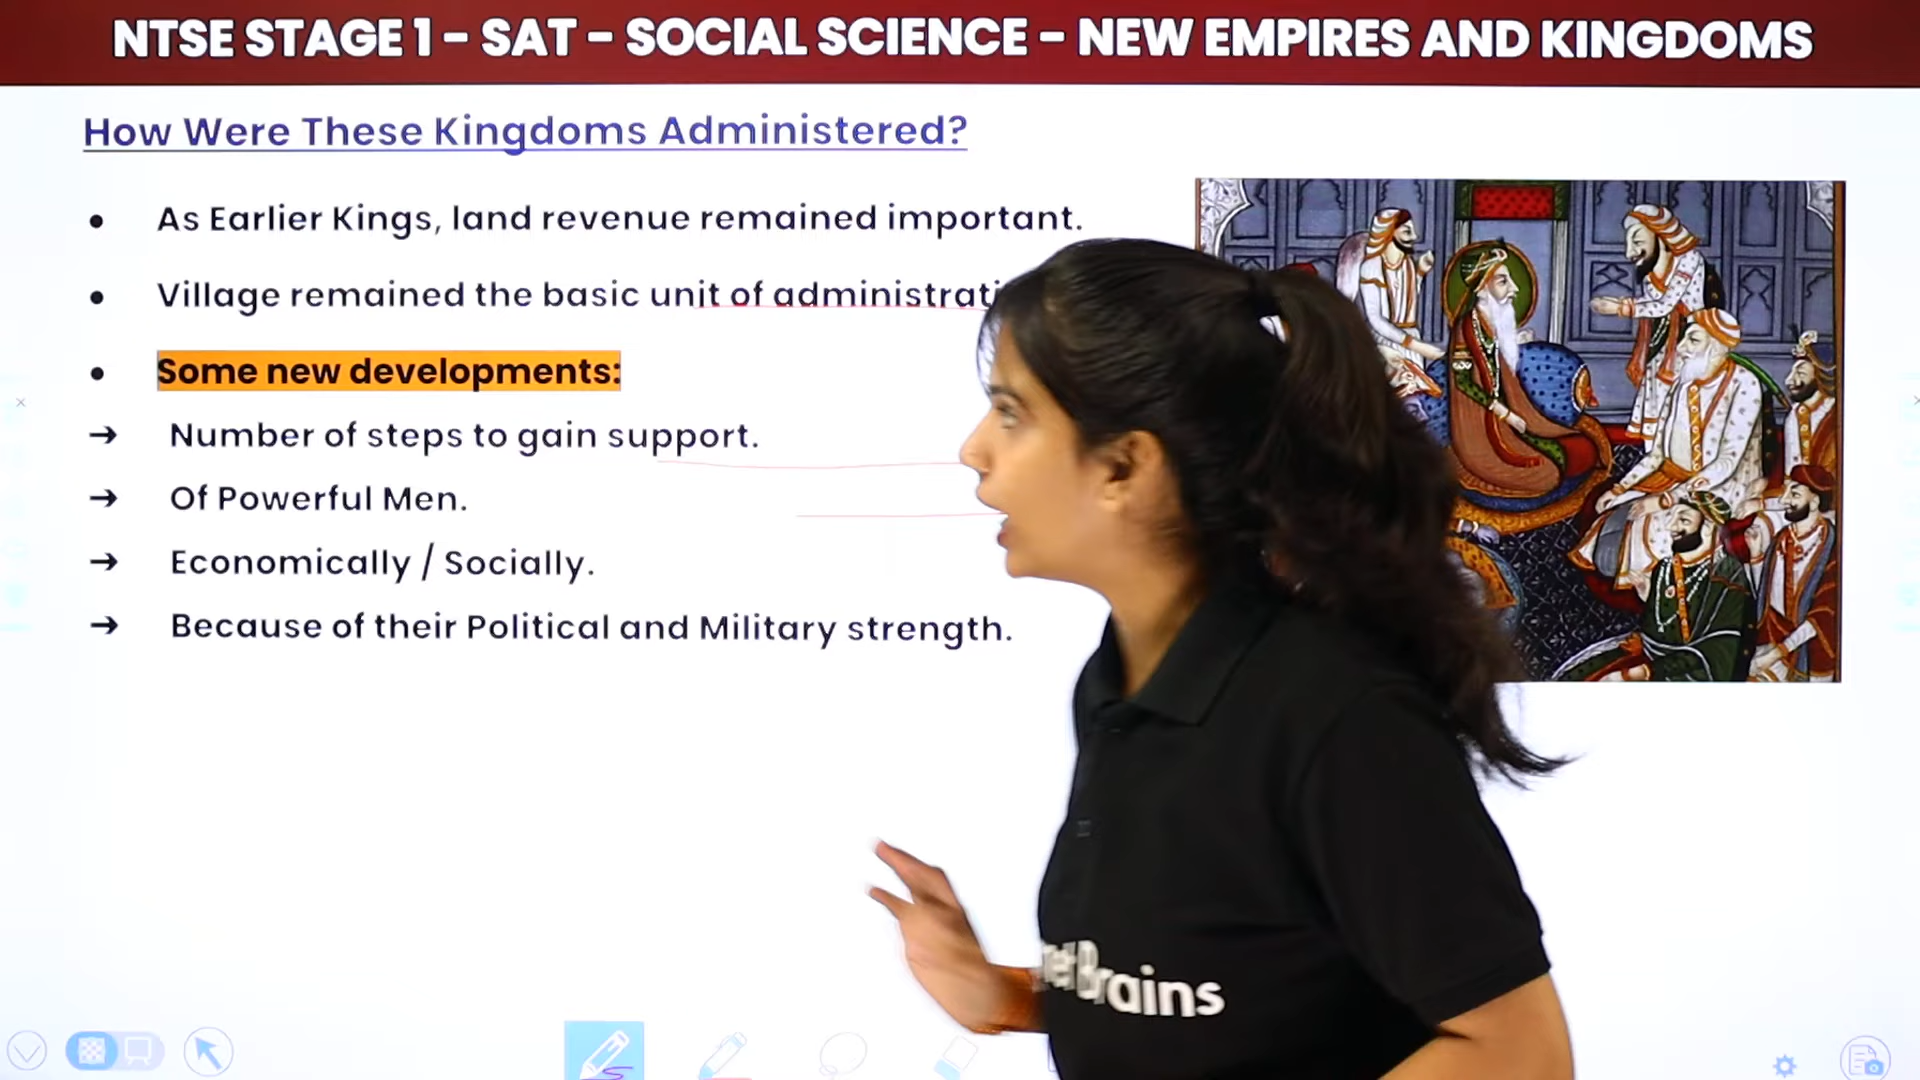 NTSE STAGE 1 – SAT – SOCIAL SCIENCE – NEW EMPIRES AND KINGDOMS
How Were These Kingdoms Administered?
● As Earlier Kings, land revenue remained important.
● Village remained the basic unit of
● Some new developments:
→ Number of steps to gain support.
→ Of Powerful Men.
→ Economically / Socially.
→ Because of their Political and Military strength.
Brains